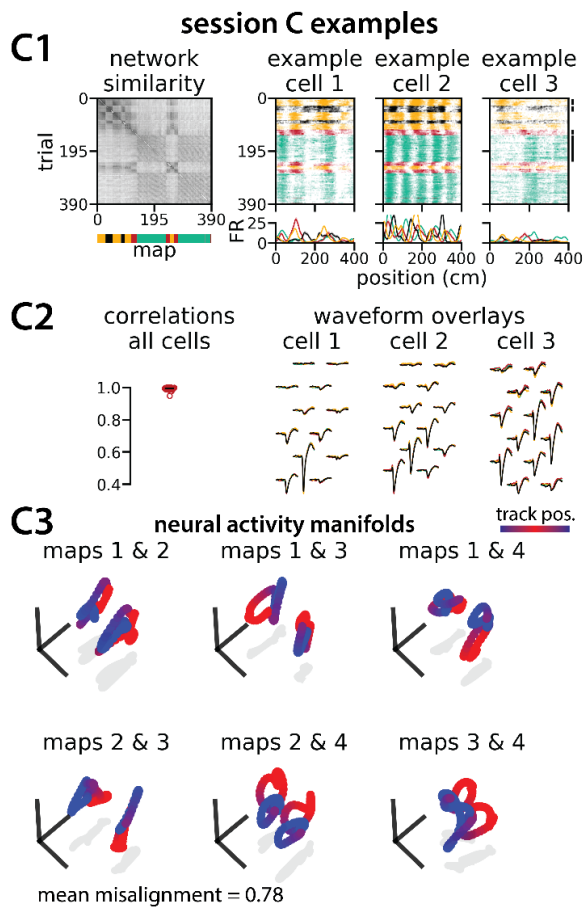 session C examples
C1
network similarity
example cell 1
example cell 2
example cell 3
trial
0
195
390
0
195
390
map
0
195
390
FR
25
0
0
200
400
0
200
400
0
200
400
position (cm)
C2
correlations all cells
waveform overlays
cell 1
cell 2
cell 3
1.0
0.8
0.6
0.4
C3
neural activity manifolds
track pos.
maps 1 & 2
maps 1 & 3
maps 1 & 4
maps 2 & 3
maps 2 & 4
maps 3 & 4
mean misalignment = 0.78